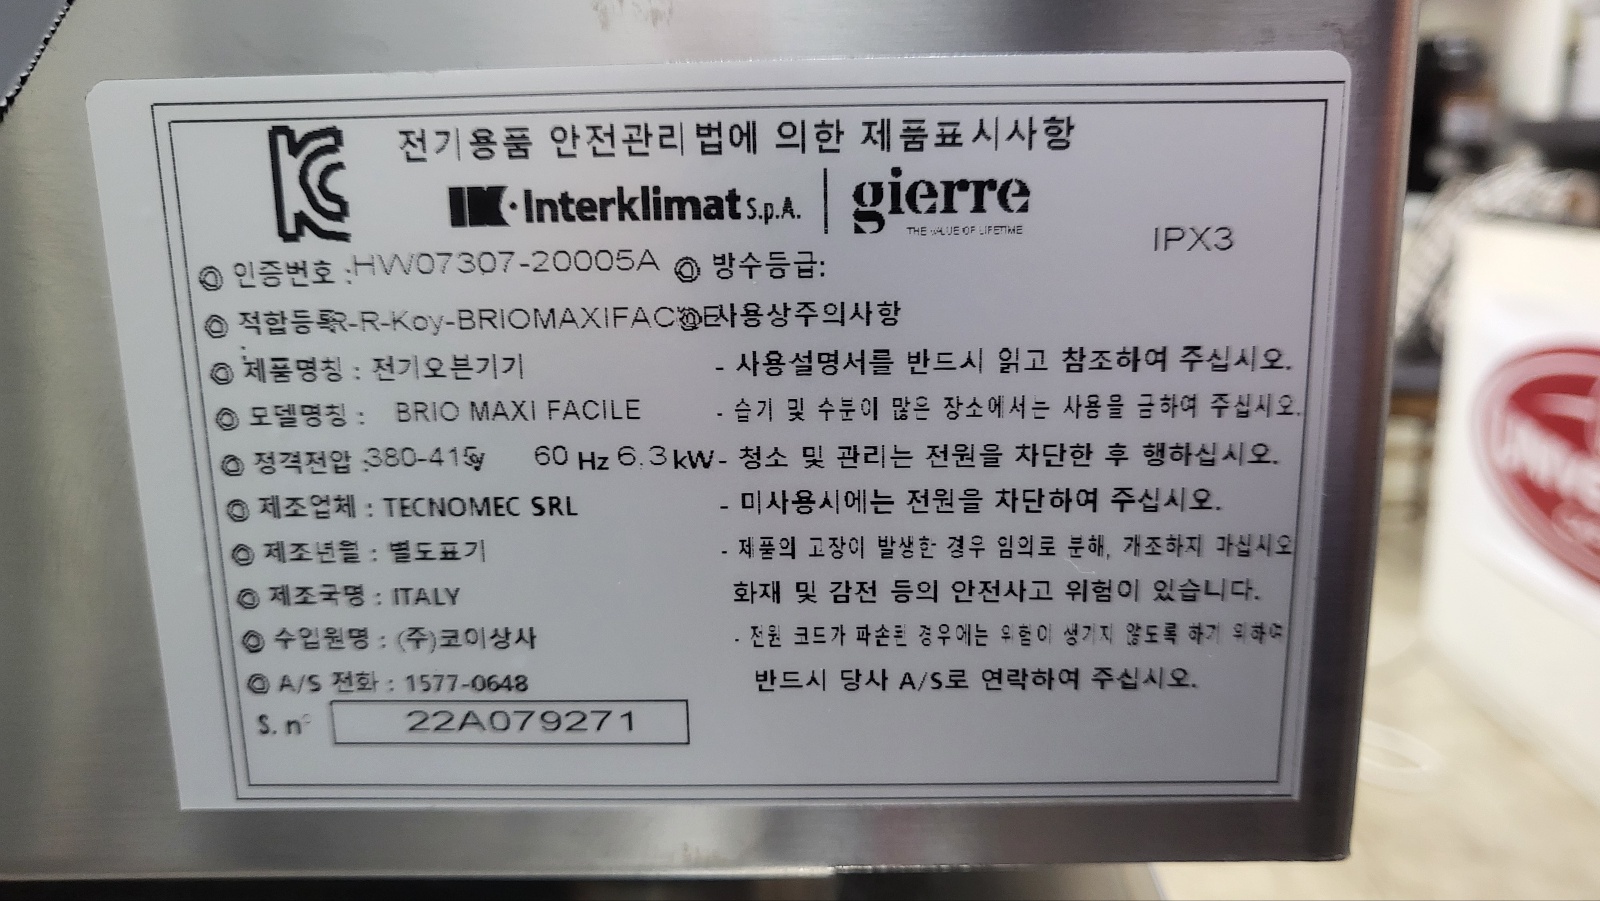 전기용품 안전관리법에 의한 제품표시사항
Interklimat S.p.A. gierre
THE VALUE OF LIFETIME
◎ 인증번호 :HW07307-20005A
◎ 방수등급: IPX3
◎ 적합등록 R-R-Koy-BRIOMAXIFACILE
◎ 사용상주의사항
◎ 제품명칭 : 전기오븐기기
- 사용설명서를 반드시 읽고 참조하여 주십시오.
◎ 모델명칭 : BRIO MAXI FACILE
- 습기 및 수분이 많은 장소에서는 사용을 금하여 주십시오.
◎ 정격전압 :380-415v 60 Hz 6.3 kW
- 청소 및 관리는 전원을 차단한 후 행하십시오.
◎ 제조업체 : TECNOMEC SRL
- 미사용시에는 전원을 차단하여 주십시오.
◎ 제조년월 : 별도표기
- 제품의 고장이 발생한 경우 임의로 분해, 개조하지 마십시오
◎ 제조국명 : ITALY
화재 및 감전 등의 안전사고 위험이 있습니다.
◎ 수입원명 : (주)코이상사
- 전원 코드가 파손된 경우에는 위험이 생기지 않도록 하기 위하여
◎ A/S 전화 : 1577-0648
반드시 당사 A/S로 연락하여 주십시오.
S. n° 22A079271